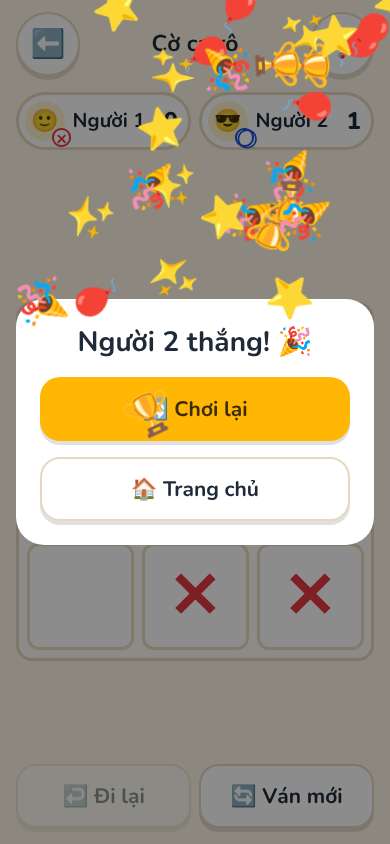 Cờ ca rô
Người 1 0
Người 2 1
Người 2 thắng!
Chơi lại
Trang chủ
Đi lại
Ván mới